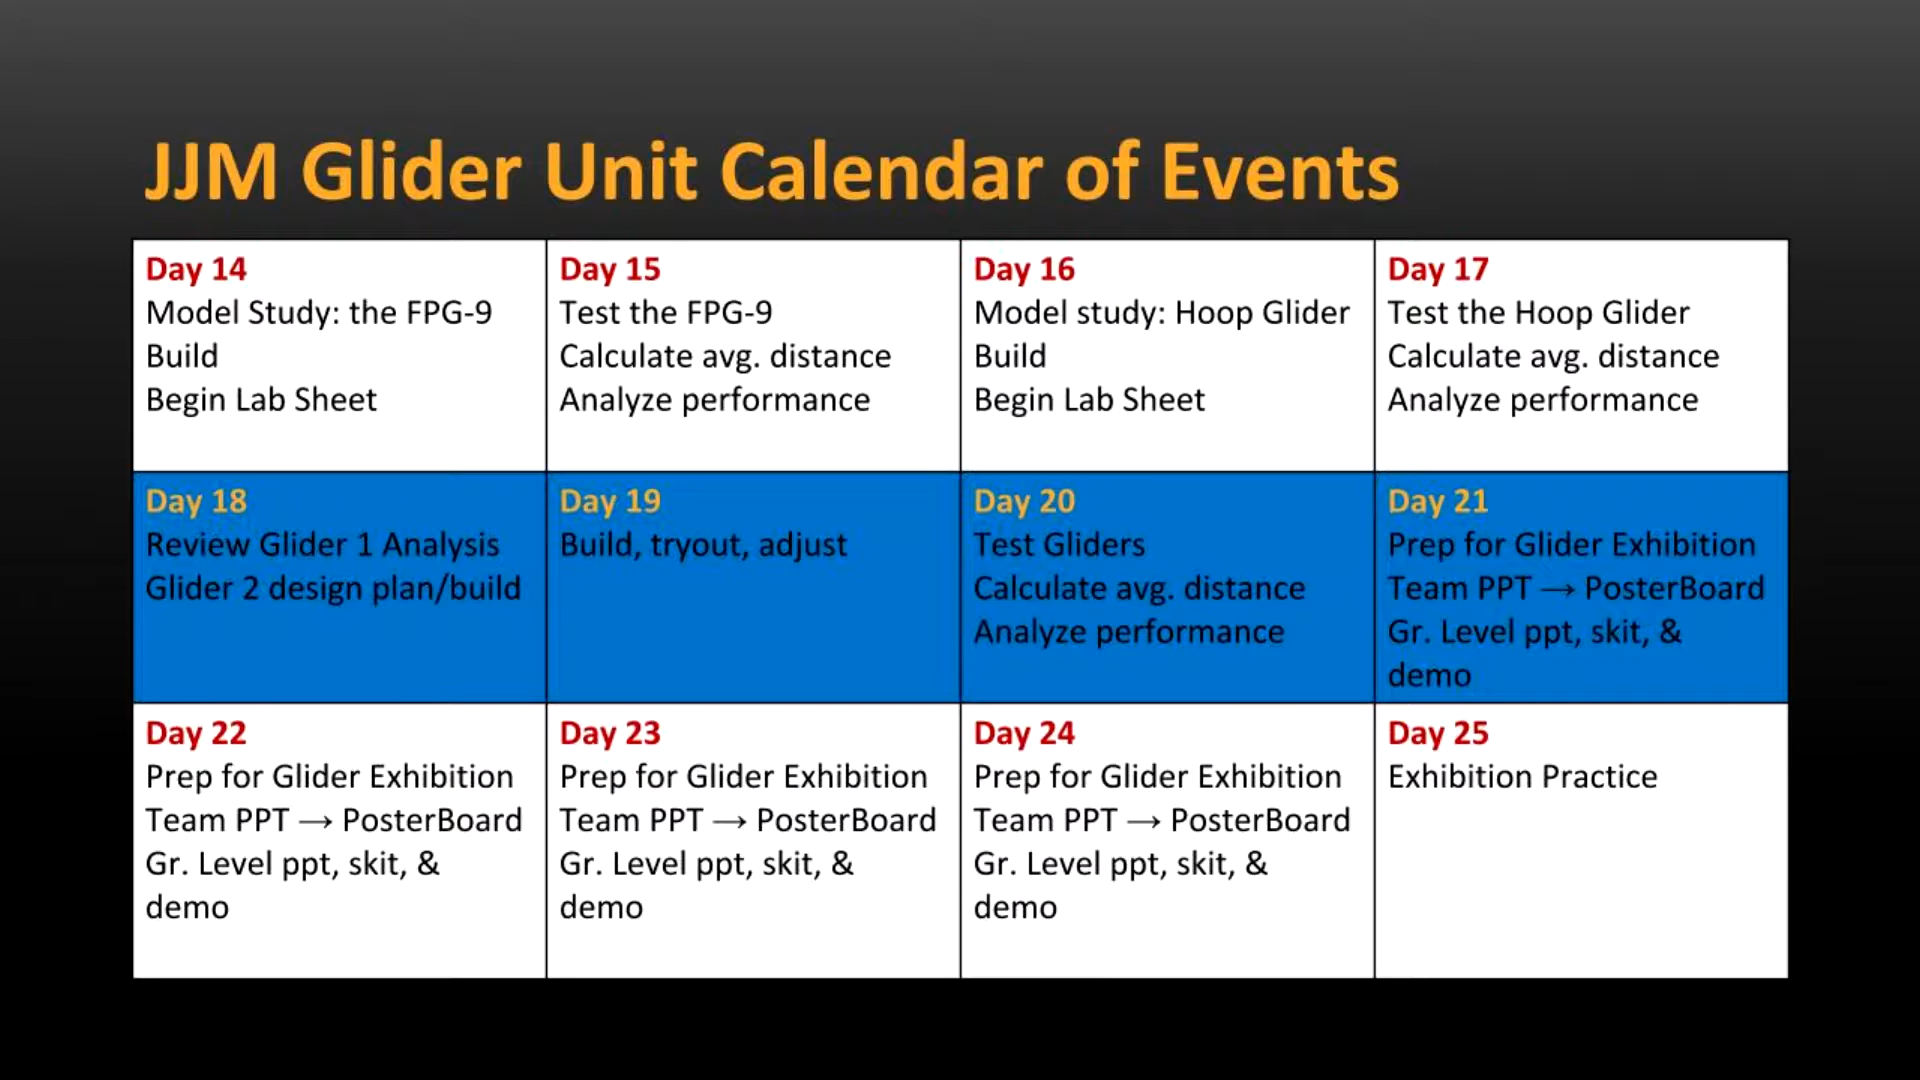 JJM Glider Unit Calendar of Events
Day 14
Model Study: the FPG-9
Build
Begin Lab Sheet
Day 15
Test the FPG-9
Calculate avg. distance
Analyze performance
Day 16
Model study: Hoop Glider
Build
Begin Lab Sheet
Day 17
Test the Hoop Glider
Calculate avg. distance
Analyze performance
Day 18
Review Glider 1 Analysis
Glider 2 design plan/build
Day 19
Build, tryout, adjust
Day 20
Test Gliders
Calculate avg. distance
Analyze performance
Day 21
Prep for Glider Exhibition
Team PPT → PosterBoard
Gr. Level ppt, skit, &
demo
Day 22
Prep for Glider Exhibition
Team PPT → PosterBoard
Gr. Level ppt, skit, &
demo
Day 23
Prep for Glider Exhibition
Team PPT → PosterBoard
Gr. Level ppt, skit, &
demo
Day 24
Prep for Glider Exhibition
Team PPT → PosterBoard
Gr. Level ppt, skit, &
demo
Day 25
Exhibition Practice